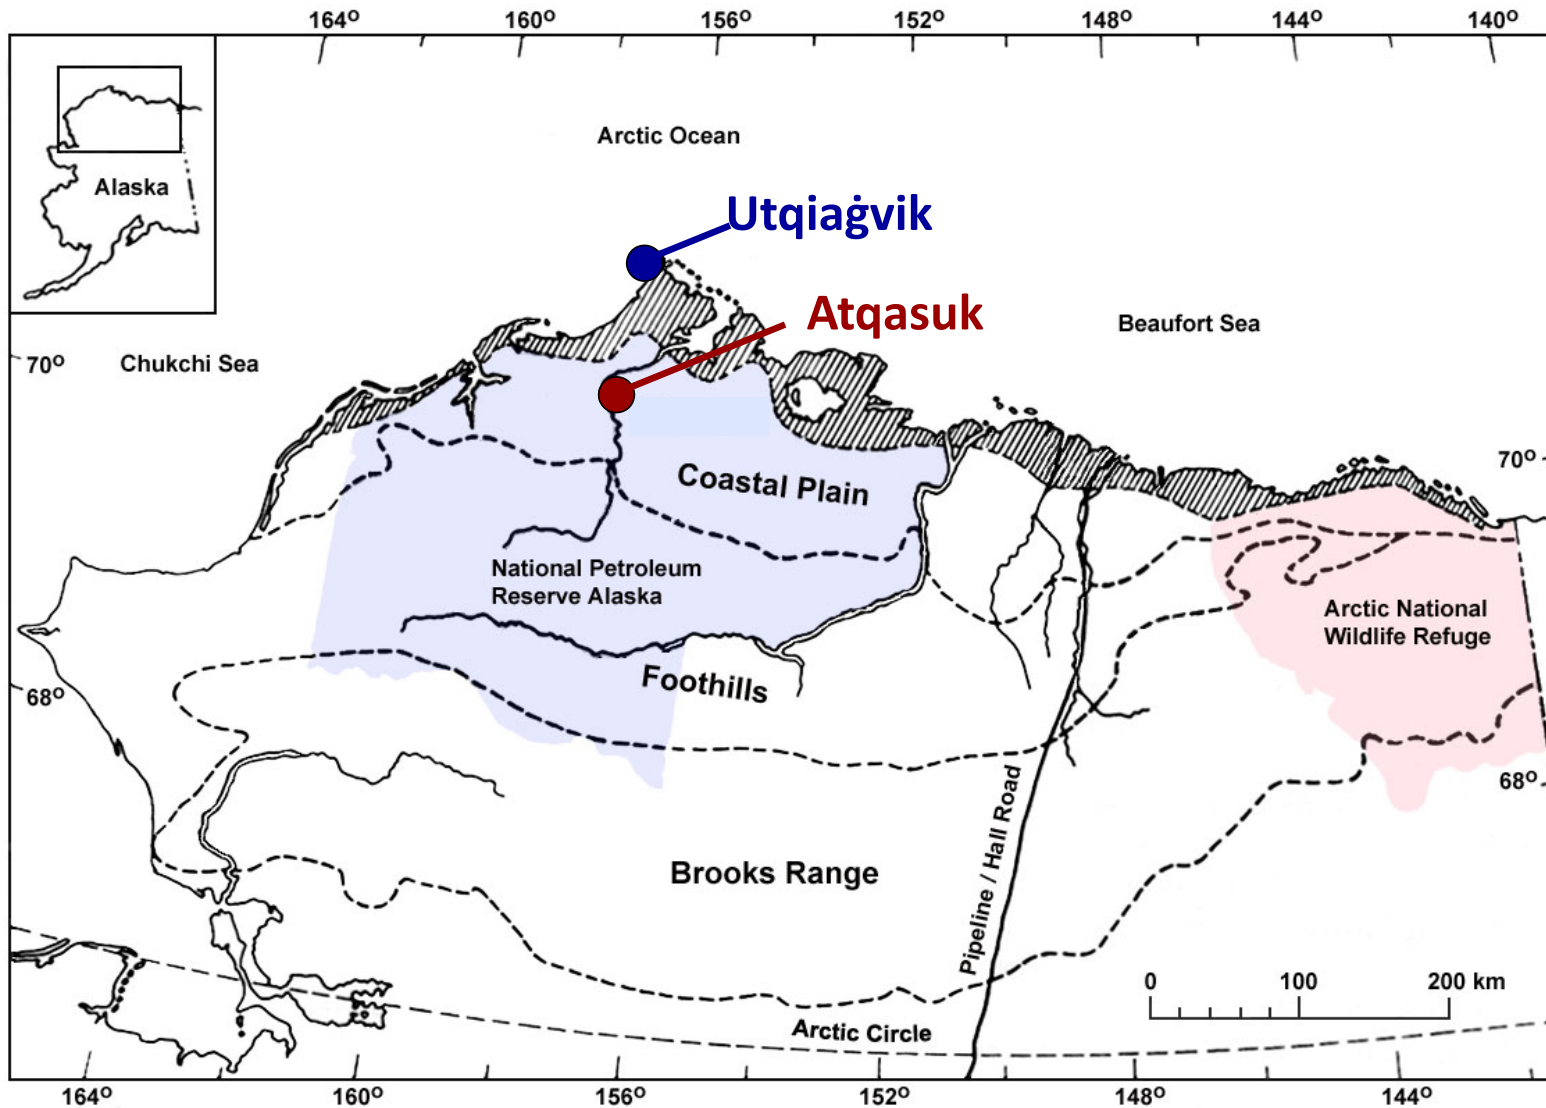 164° 160° 156° 152° 148° 144° 140°
Arctic Ocean
Alaska
Utqiaġvik
Atqasuk
Beaufort Sea
Chukchi Sea
70°
70°
Coastal Plain
National Petroleum
Reserve Alaska
Arctic National
Wildlife Refuge
Foothills
68°
68°
Pipeline / Hall Road
Brooks Range
0 100 200 km
Arctic Circle
164° 160° 156° 152° 148° 144°